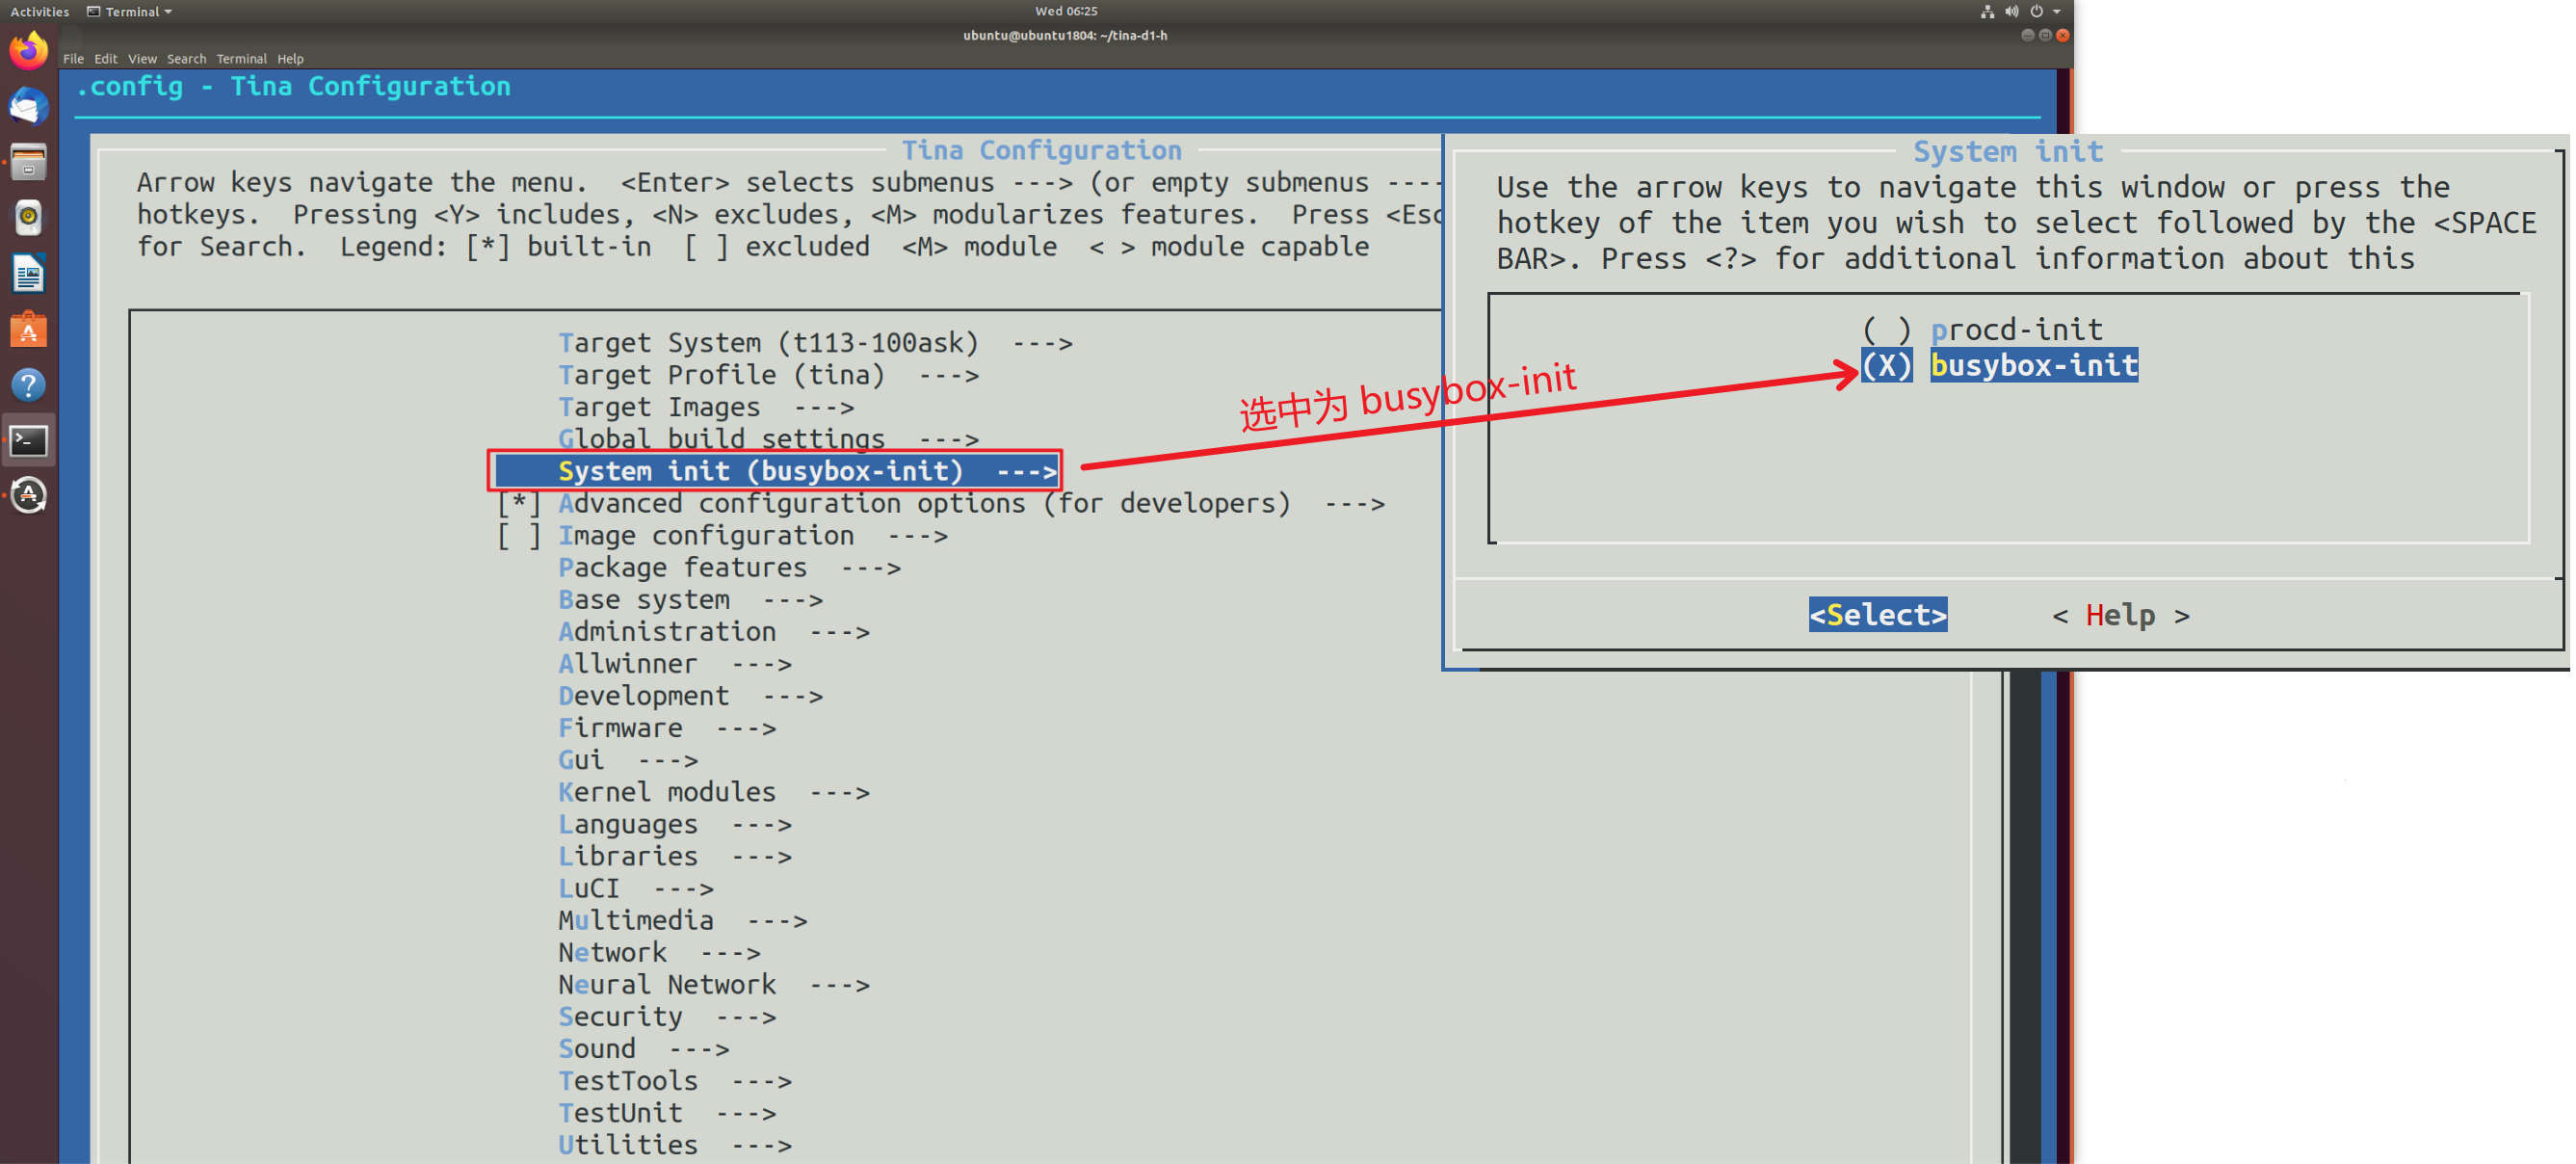 Activities Terminal Wed 06:25
ubuntu@ubuntu1804: ~/tina-d1-h
File Edit View Search Terminal Help
.config - Tina Configuration
Tina Configuration
Arrow keys navigate the menu.  <Enter> selects submenus ---> (or empty submenus ----
hotkeys.  Pressing <Y> includes, <N> excludes, <M> modularizes features.  Press <Esc
for Search.  Legend: [*] built-in  [ ] excluded  <M> module  < > module capable
Target System (t113-100ask)  --->
Target Profile (tina)  --->
Target Images  --->
Global build settings  --->
System init (busybox-init)  --->
[*] Advanced configuration options (for developers)  --->
[ ] Image configuration  --->
Package features  --->
Base system  --->
Administration  --->
Allwinner  --->
Development  --->
Firmware  --->
Gui  --->
Kernel modules  --->
Languages  --->
Libraries  --->
LuCI  --->
Multimedia  --->
Network  --->
Neural Network  --->
Security  --->
Sound  --->
TestTools  --->
TestUnit  --->
Utilities  --->
选中为 busybox-init
System init
Use the arrow keys to navigate this window or press the
hotkey of the item you wish to select followed by the <SPACE
BAR>. Press <?> for additional information about this
( ) procd-init
(X) busybox-init
<Select> < Help >